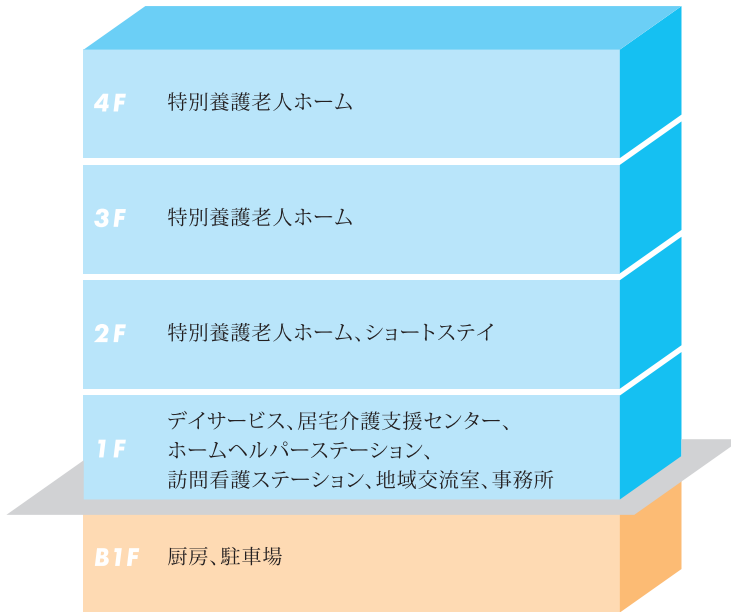 4F 特別養護老人ホーム
3F 特別養護老人ホーム
2F 特別養護老人ホーム、ショートステイ
デイサービス、居宅介護支援センター、
1F ホームヘルパーステーション、
訪問看護ステーション、地域交流室、事務所
B1F 厨房、駐車場